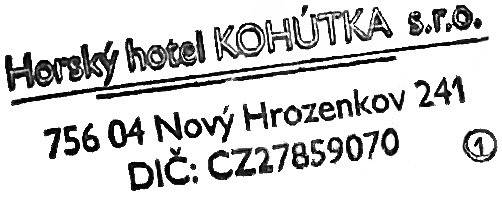 Horský hotel KOHÚTKA s.r.o.
756 04 Nový Hrozenkov 241
DIČ: CZ27859070
1